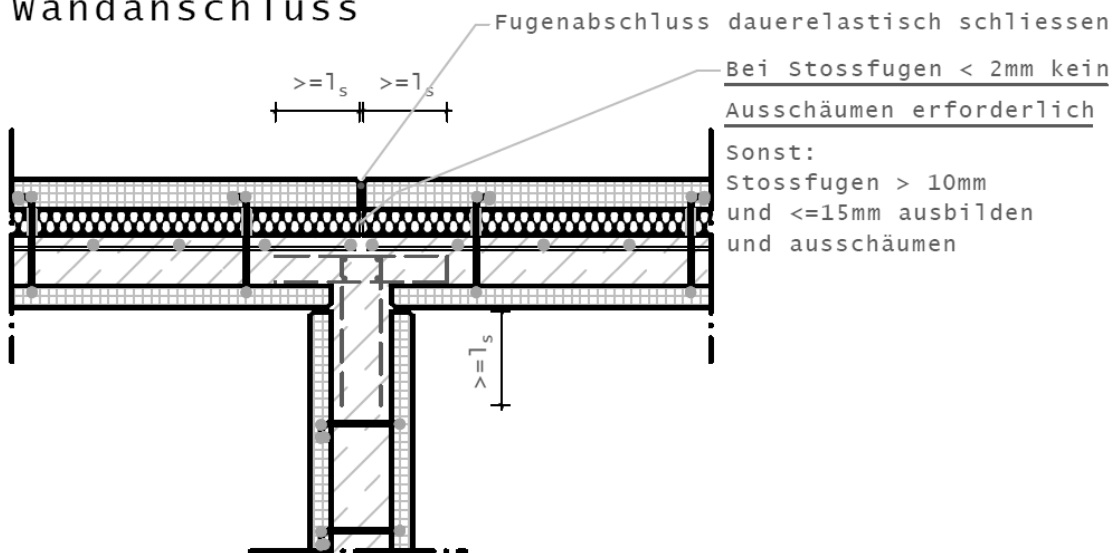 Wandanschluss
Fugenabschluss dauerelastisch schliessen
>=ls >=ls
Bei Stossfugen < 2mm kein
Ausschäumen erforderlich
Sonst:
Stossfugen > 10mm
und <=15mm ausbilden
und ausschäumen
>=ls